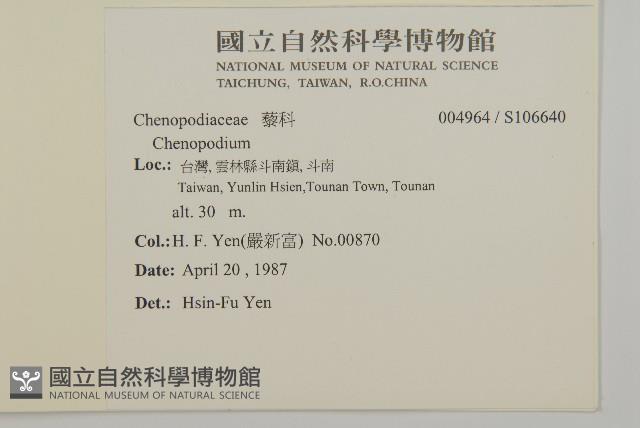 國立自然科學博物館
NATIONAL MUSEUM OF NATURAL SCIENCE
TAICHUNG, TAIWAN, R.O.CHINA
Chenopodiaceae 藜科 004964 / S106640
Chenopodium
Loc.: 台灣, 雲林縣斗南鎮, 斗南
Taiwan, Yunlin Hsien,Tounan Town, Tounan
alt. 30 m.
Col.: H. F. Yen(嚴新富) No.00870
Date: April 20 , 1987
Det.: Hsin-Fu Yen
國立自然科學博物館
NATIONAL MUSEUM OF NATURAL SCIENCE